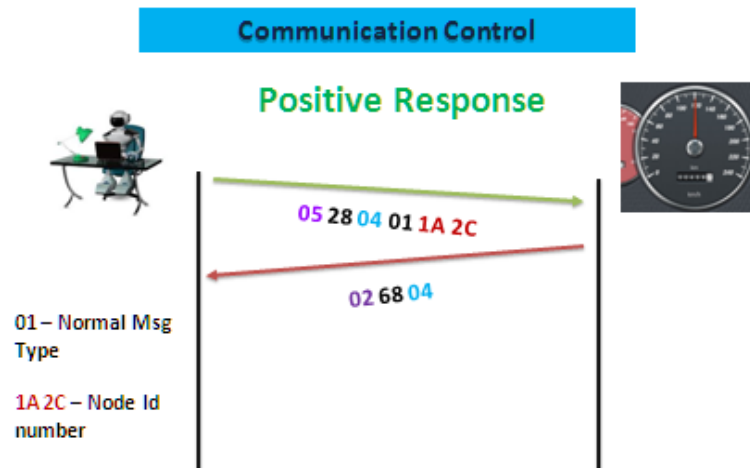 Communication Control
Positive Response
05 28 04 01 1A 2C
02 68 04
01 – Normal Msg
Type
1A 2C – Node Id
number